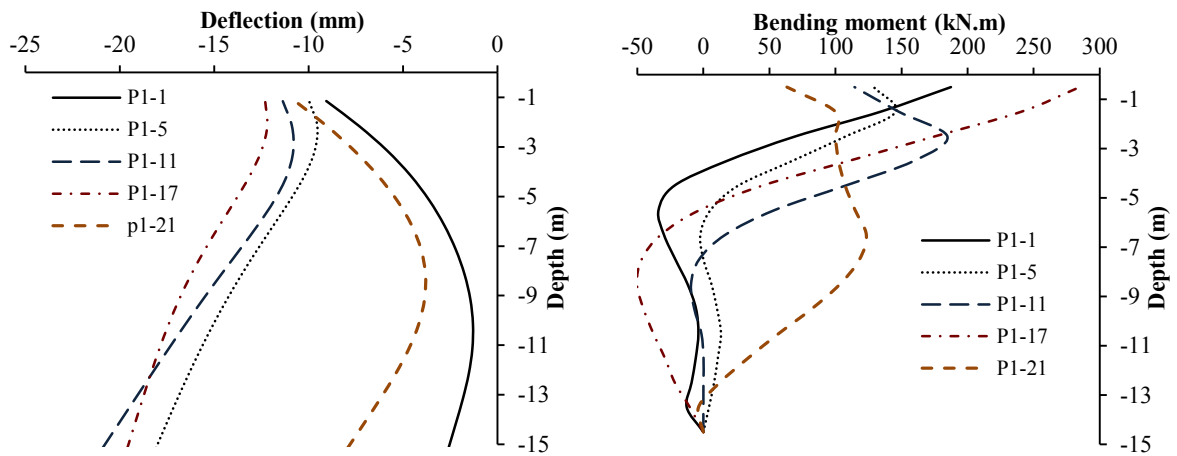 Deflection (mm)
-25 -20 -15 -10 -5 0
-1
-3
-5
-7
-9
-11
-13
-15
Depth (m)
P1-1
P1-5
P1-11
P1-17
p1-21
Bending moment (kN.m)
-50 0 50 100 150 200 250 300
-1
-3
-5
-7
-9
-11
-13
-15
Depth (m)
P1-1
P1-5
P1-11
P1-17
P1-21